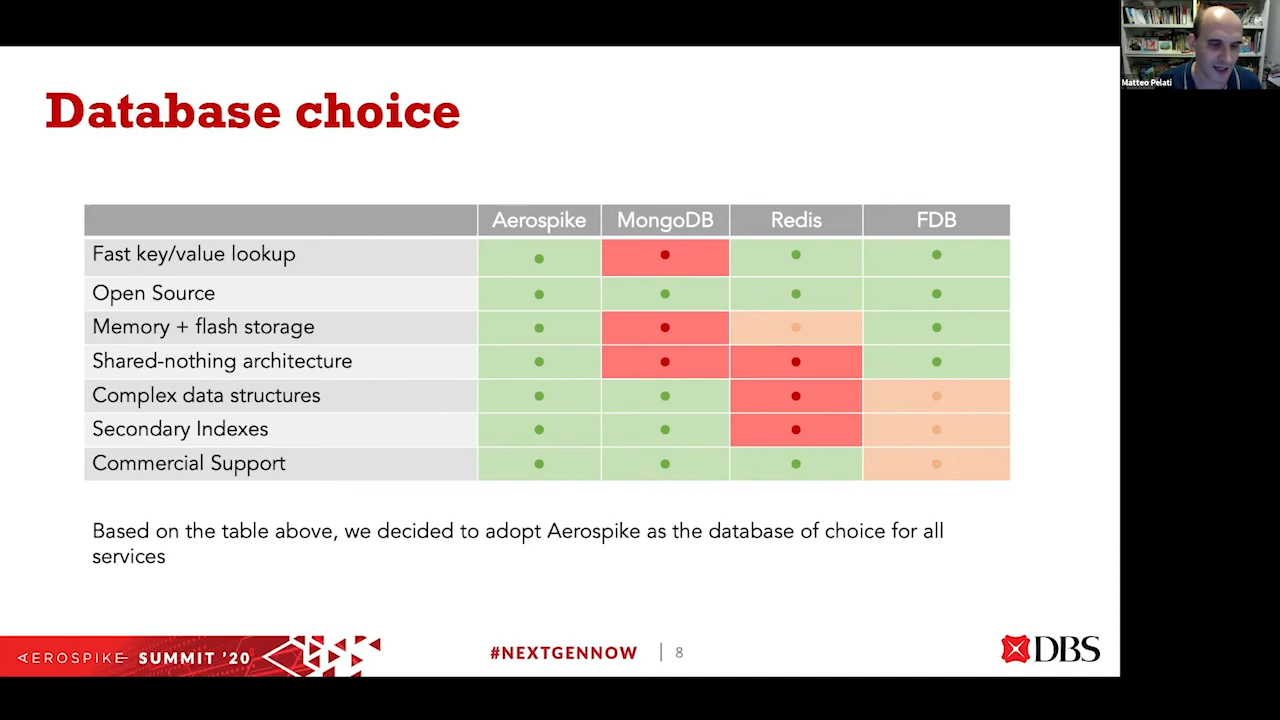 Matteo Pelati
Database choice
Aerospike MongoDB Redis FDB
Fast key/value lookup
Open Source
Memory + flash storage
Shared-nothing architecture
Complex data structures
Secondary Indexes
Commercial Support
Based on the table above, we decided to adopt Aerospike as the database of choice for all
services
AEROSPIKE SUMMIT '20
#NEXTGENNOW | 8
DBS